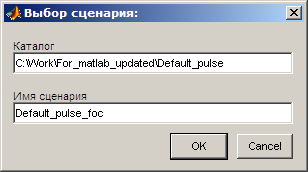 Выбор сценария:
Каталог
C:\Work\For_matlab_updated\Default_pulse
Имя сценария
Default_pulse_foc
OK
Cancel